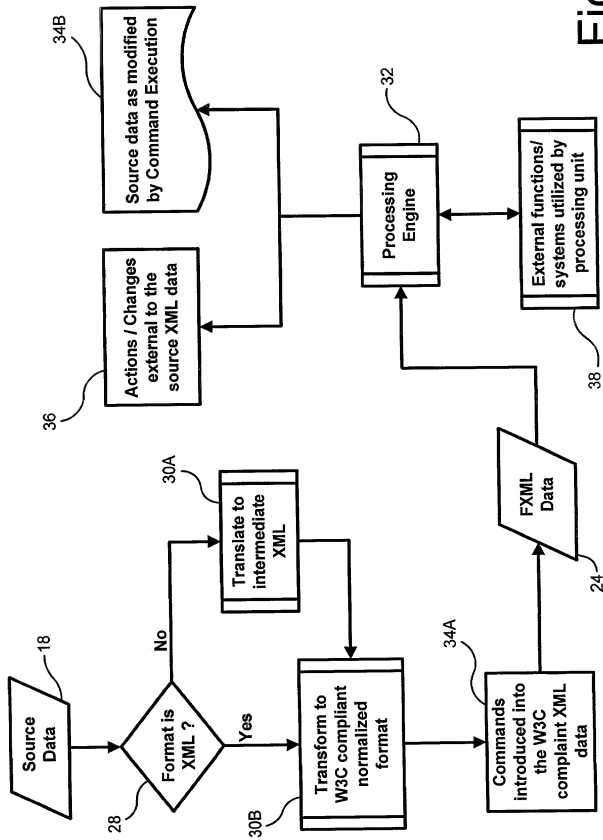 18
Source
Data
28
Format is
XML ?
No
Yes
30A
Translate to
intermediate
XML
30B
Transform to
W3C compliant
normalized
format
34A
Commands
introduced into
the W3C
complaint XML
data
24
FXML
Data
32
Processing
Engine
38
External functions/
systems utilized by
processing unit
36
Actions / Changes
external to the
source XML data
34B
Source data as modified
by Command Execution